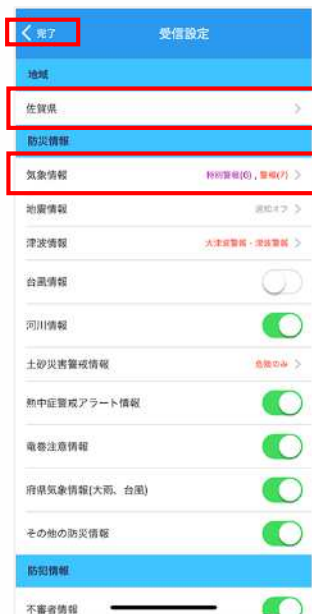 完了 受信設定
地域
佐賀県
防災情報
気象情報 特別警報(6) , 警報(7)
地震情報 通知オフ
津波情報 大津波警報・津波警報
台風情報
河川情報
土砂災害警戒情報 危険のみ
熱中症警戒アラート情報
竜巻注意情報
府県気象情報(大雨、台風)
その他の防災情報
防犯情報
不審者情報